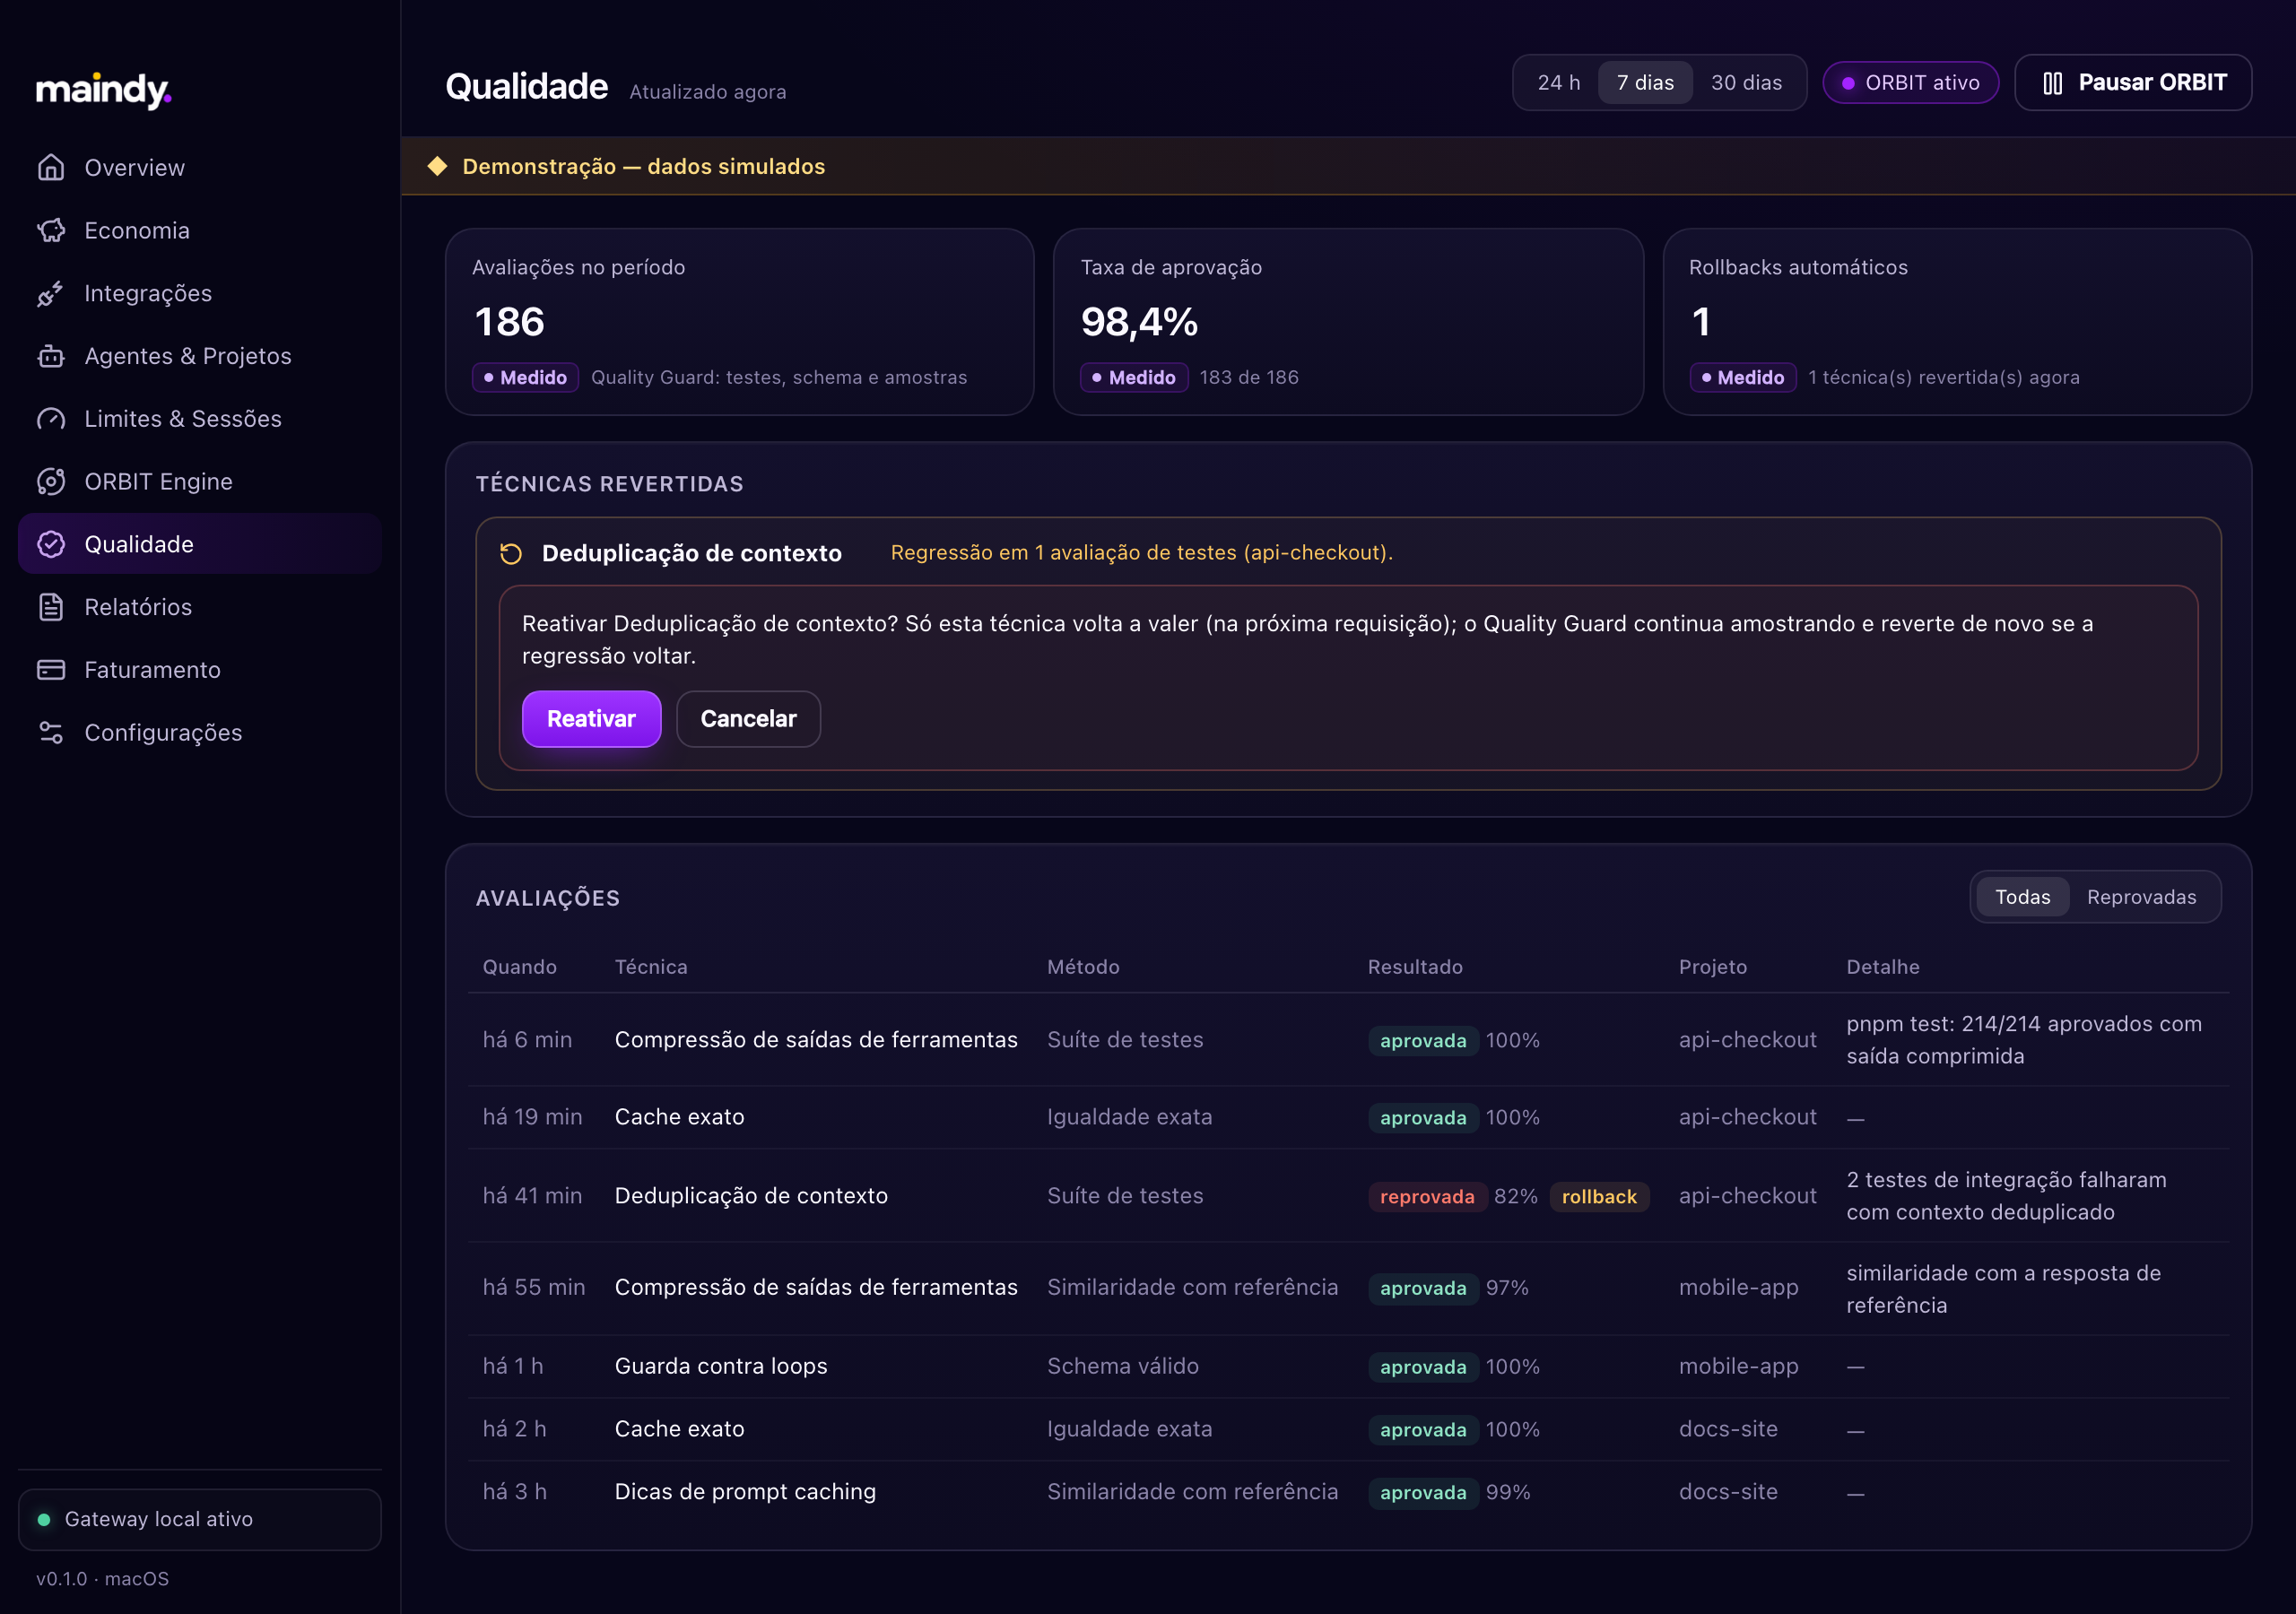 maindy.
Overview
Economia
Integrações
Agentes & Projetos
Limites & Sessões
ORBIT Engine
Qualidade
Relatórios
Faturamento
Configurações
Gateway local ativo
v0.1.0 · macOS
Qualidade Atualizado agora
24 h 7 dias 30 dias
ORBIT ativo
Pausar ORBIT
Demonstração — dados simulados
Avaliações no período
186
Medido Quality Guard: testes, schema e amostras
Taxa de aprovação
98,4%
Medido 183 de 186
Rollbacks automáticos
1
Medido 1 técnica(s) revertida(s) agora
TÉCNICAS REVERTIDAS
Deduplicação de contexto Regressão em 1 avaliação de testes (api-checkout).
Reativar Deduplicação de contexto? Só esta técnica volta a valer (na próxima requisição); o Quality Guard continua amostrando e reverte de novo se a
regressão voltar.
Reativar Cancelar
AVALIAÇÕES
Todas Reprovadas
Quando Técnica Método Resultado Projeto Detalhe
há 6 min Compressão de saídas de ferramentas Suíte de testes aprovada 100% api-checkout pnpm test: 214/214 aprovados com
saída comprimida
há 19 min Cache exato Igualdade exata aprovada 100% api-checkout —
há 41 min Deduplicação de contexto Suíte de testes reprovada 82% rollback api-checkout 2 testes de integração falharam
com contexto deduplicado
há 55 min Compressão de saídas de ferramentas Similaridade com referência aprovada 97% mobile-app similaridade com a resposta de
referência
há 1 h Guarda contra loops Schema válido aprovada 100% mobile-app —
há 2 h Cache exato Igualdade exata aprovada 100% docs-site —
há 3 h Dicas de prompt caching Similaridade com referência aprovada 99% docs-site —